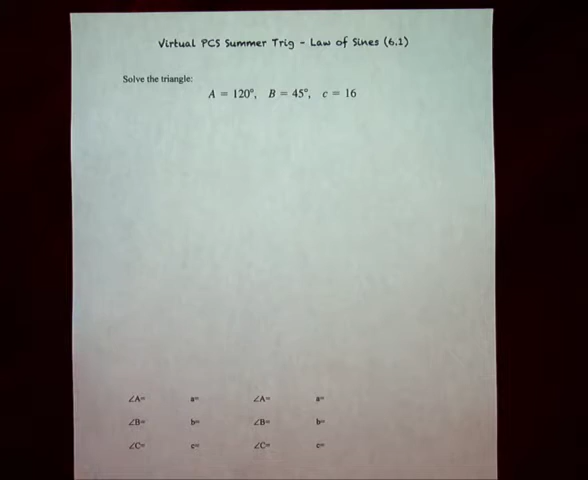 Virtual PCS Summer Trig - Law of Sines (6.1)
Solve the triangle:
A = 120°, B = 45°, c = 16
∠A= a= ∠A= a=
∠B= b= ∠B= b=
∠C= c= ∠C= c=